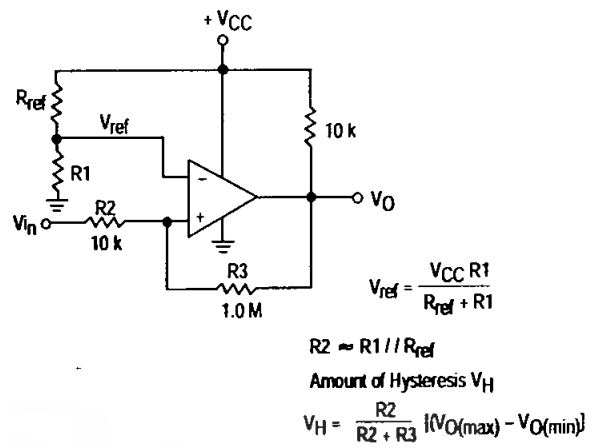 + VCC
Rref
Vref
10 k
R1
−
+
VO
Vin
R2
10 k
R3
1.0 M
Vref = VCC R1 / Rref + R1
R2 ≈ R1 // Rref
Amount of Hysteresis VH
VH = R2 / R2 + R3 [(VO(max) − VO(min)]